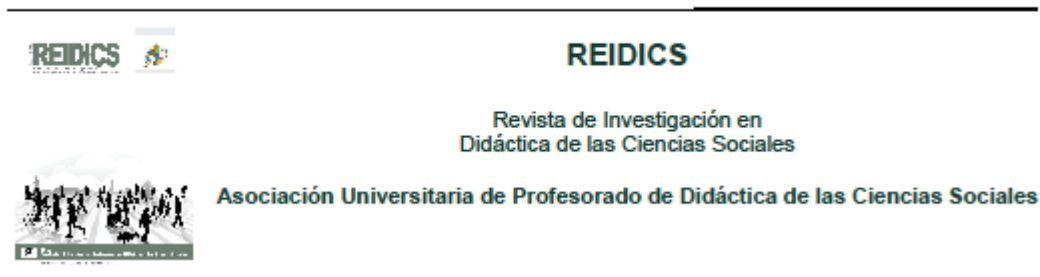 REIDICS
REIDICS
Revista de Investigación en
Didáctica de las Ciencias Sociales
Asociación Universitaria de Profesorado de Didáctica de las Ciencias Sociales